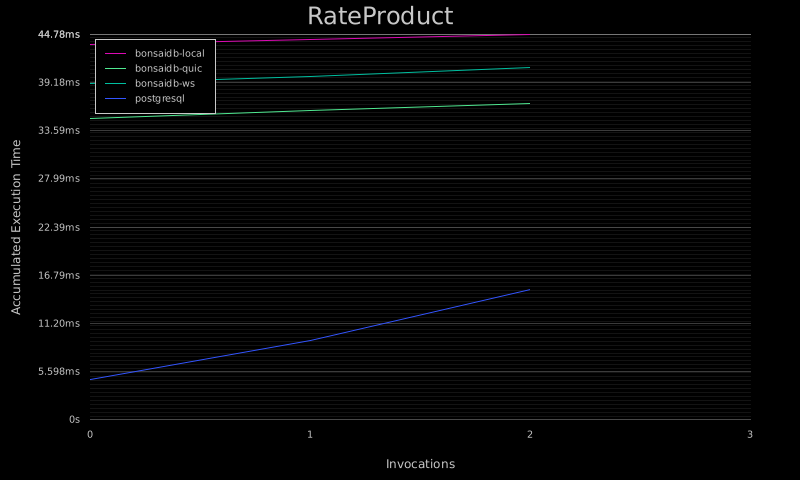 RateProduct
44.78ms
39.18ms
33.59ms
27.99ms
22.39ms
16.79ms
11.20ms
5.598ms
0s
Accumulated Execution Time
bonsaidb-local
bonsaidb-quic
bonsaidb-ws
postgresql
0 1 2 3
Invocations